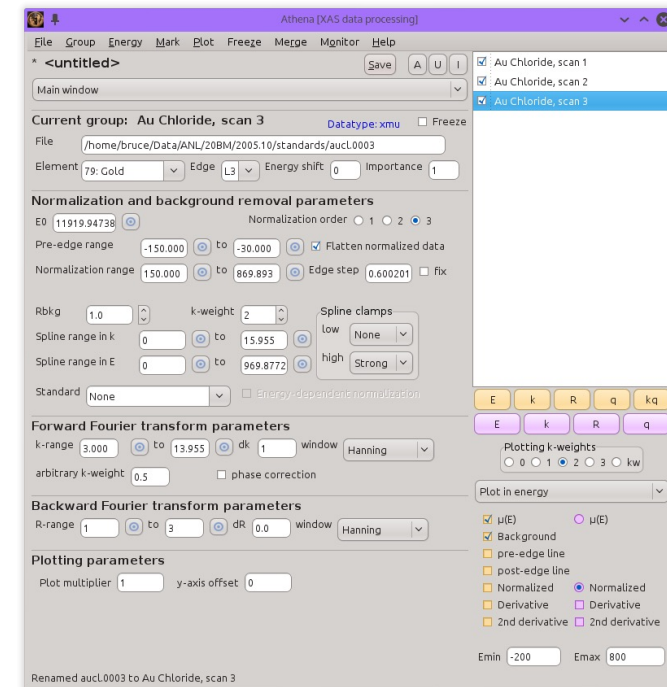 Athena [XAS data processing]
File Group Energy Mark Plot Freeze Merge Monitor Help
* <untitled> Save A U I
Main window
Current group: Au Chloride, scan 3 Datatype: xmu Freeze
File /home/bruce/Data/ANL/20BM/2005.10/standards/aucl.0003
Element 79: Gold Edge L3 Energy shift 0 Importance 1
Normalization and background removal parameters
E0 11919.94738 Normalization order 1 2 3
Pre-edge range -150.000 to -30.000 Flatten normalized data
Normalization range 150.000 to 869.893 Edge step 0.600201 fix
Rbkg 1.0 k-weight 2 Spline clamps
Spline range in k 0 to 15.955 low None
Spline range in E 0 to 969.8772 high Strong
Standard None Energy-dependent normalization
Forward Fourier transform parameters
k-range 3.000 to 13.955 dk 1 window Hanning
arbitrary k-weight 0.5 phase correction
Backward Fourier transform parameters
R-range 1 to 3 dR 0.0 window Hanning
Plotting parameters
Plot multiplier 1 y-axis offset 0
Renamed aucl.0003 to Au Chloride, scan 3
Au Chloride, scan 1
Au Chloride, scan 2
Au Chloride, scan 3
E k R q kq
E k R q
Plotting k-weights
0 1 2 3 kw
Plot in energy
μ(E) μ(E)
Background
pre-edge line
post-edge line
Normalized Normalized
Derivative Derivative
2nd derivative 2nd derivative
Emin -200 Emax 800